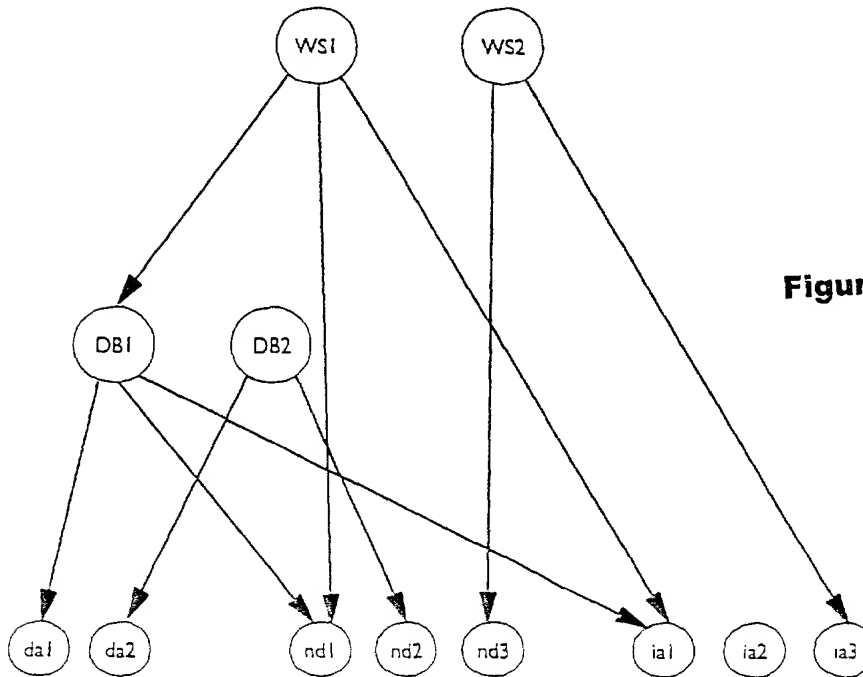 WS1
WS2
DB1
DB2
Figur
da1
da2
nd1
nd2
nd3
ia1
ia2
ia3